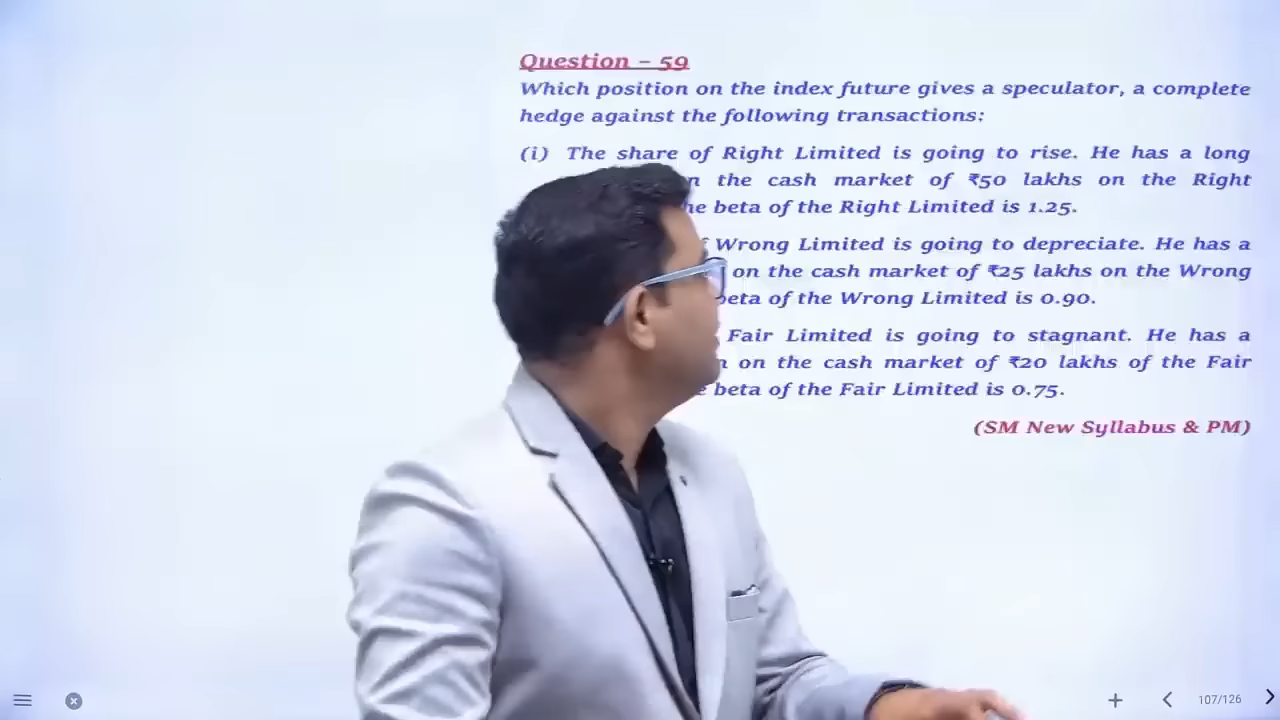 Question – 59
Which position on the index future gives a speculator, a complete
hedge against the following transactions:
(i) The share of Right Limited is going to rise. He has a long
the cash market of ₹50 lakhs on the Right
beta of the Right Limited is 1.25.
Wrong Limited is going to depreciate. He has a
on the cash market of ₹25 lakhs on the Wrong
beta of the Wrong Limited is 0.90.
Fair Limited is going to stagnant. He has a
on the cash market of ₹20 lakhs of the Fair
beta of the Fair Limited is 0.75.
(SM New Syllabus & PM)
107/126